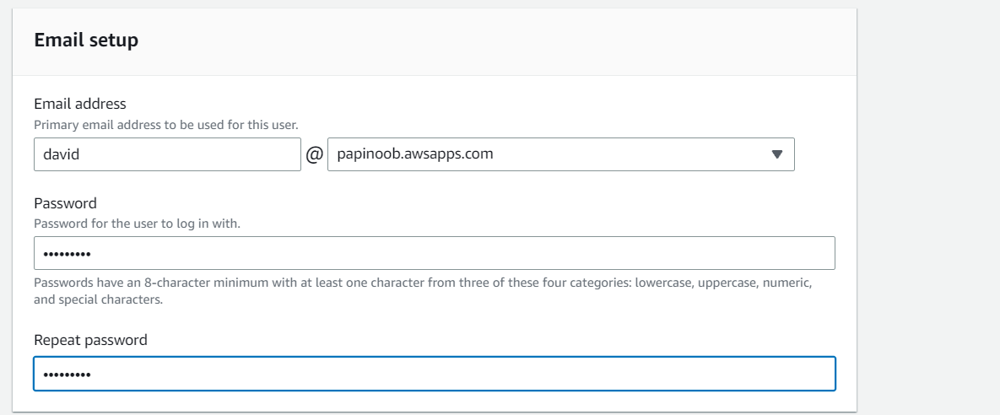 Email setup
Email address
Primary email address to be used for this user.
david @ papinoob.awsapps.com
Password
Password for the user to log in with.
•••••••••
Passwords have an 8-character minimum with at least one character from three of these four categories: lowercase, uppercase, numeric,
and special characters.
Repeat password
•••••••••